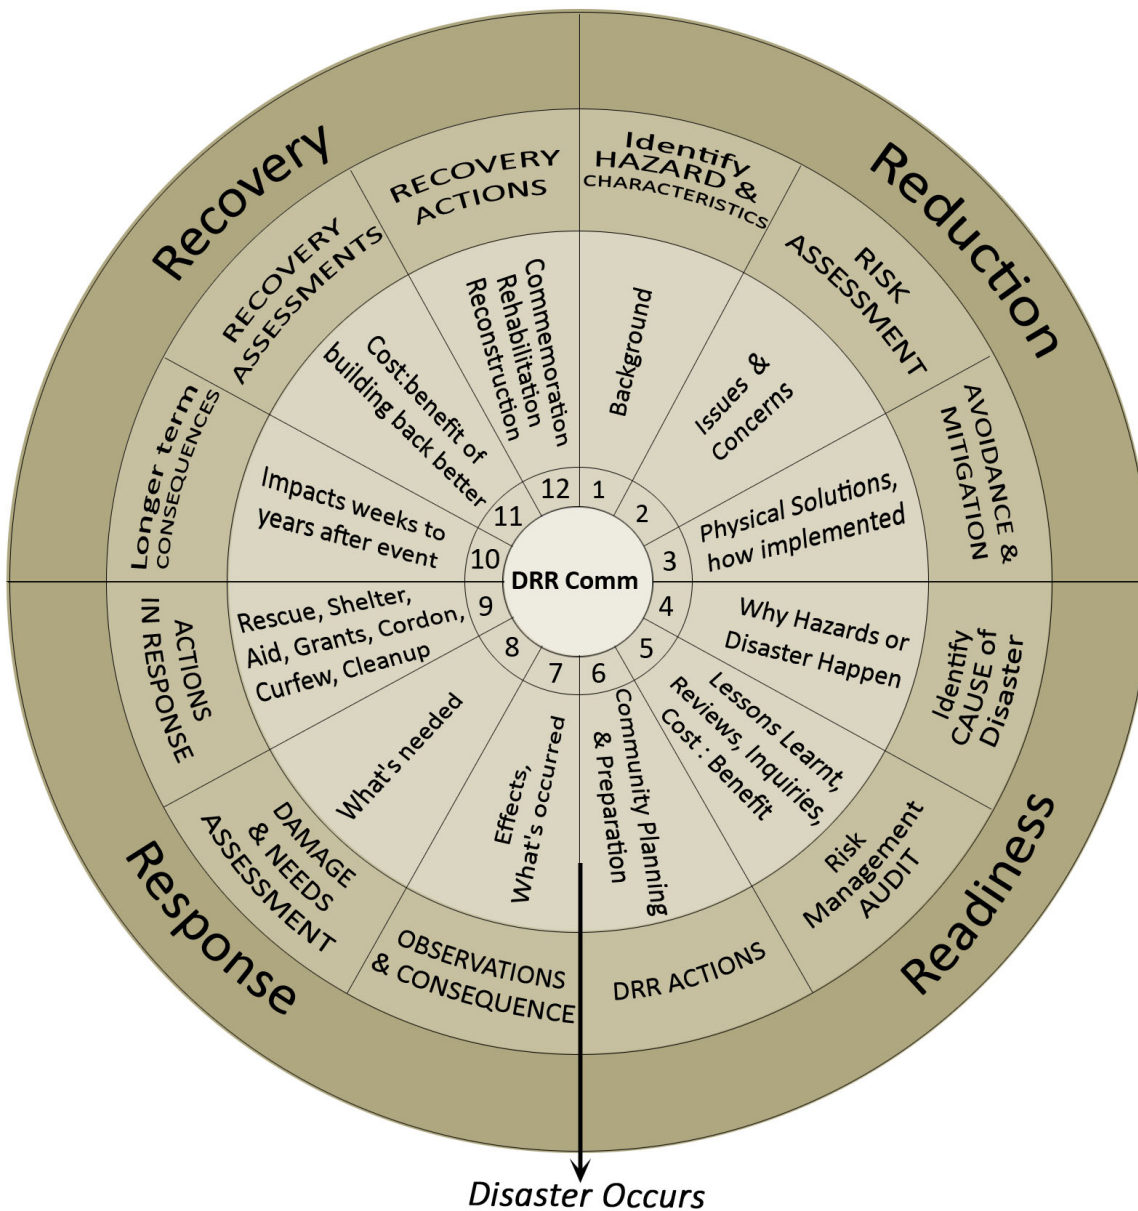 Recovery
Reduction
Readiness
Response
Identify
HAZARD &
CHARACTERISTICS
RISK
ASSESSMENT
AVOIDANCE &
MITIGATION
Identify
CAUSE of
Disaster
Risk
Management
AUDIT
DRR ACTIONS
OBSERVATIONS
& CONSEQUENCE
DAMAGE
& NEEDS
ASSESSMENT
ACTIONS
IN RESPONSE
Longer term
CONSEQUENCES
RECOVERY
ASSESSMENTS
RECOVERY
ACTIONS
Background
Issues &
Concerns
Physical Solutions,
how implemented
Why Hazards or
Disaster Happen
Lessons Learnt,
Reviews, Inquiries,
Cost : Benefit
Community Planning
& Preparation
Effects,
What's occurred
What's needed
Rescue, Shelter,
Aid, Grants, Cordon,
Curfew, Cleanup
Impacts weeks to
years after event
Cost:benefit of
building back better
Commemoration
Rehabilitation
Reconstruction
1
2
3
4
5
6
7
8
9
10
11
12
DRR Comm
Disaster Occurs